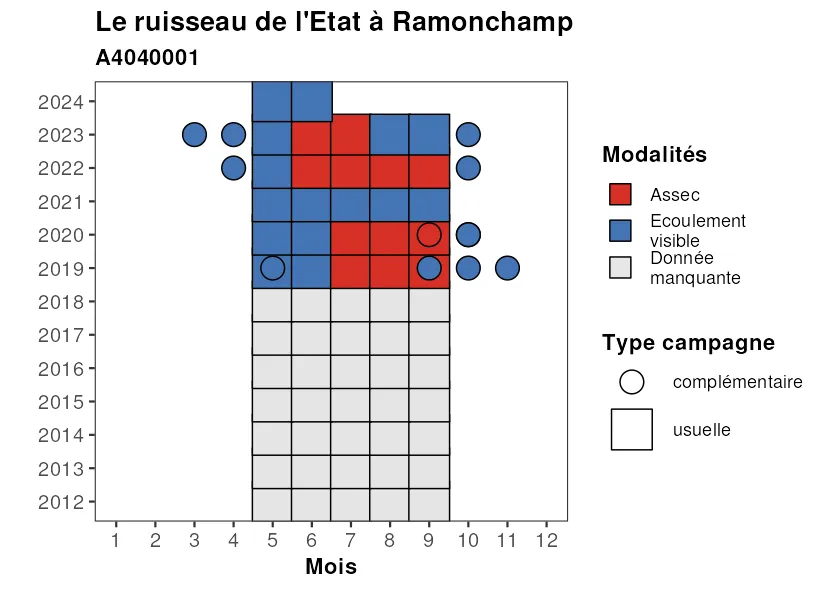 Le ruisseau de l'Etat à Ramonchamp
A4040001
2024
2023
2022
2021
2020
2019
2018
2017
2016
2015
2014
2013
2012
1 2 3 4 5 6 7 8 9 10 11 12
Mois
Modalités
Assec
Ecoulement
visible
Donnée
manquante
Type campagne
complémentaire
usuelle